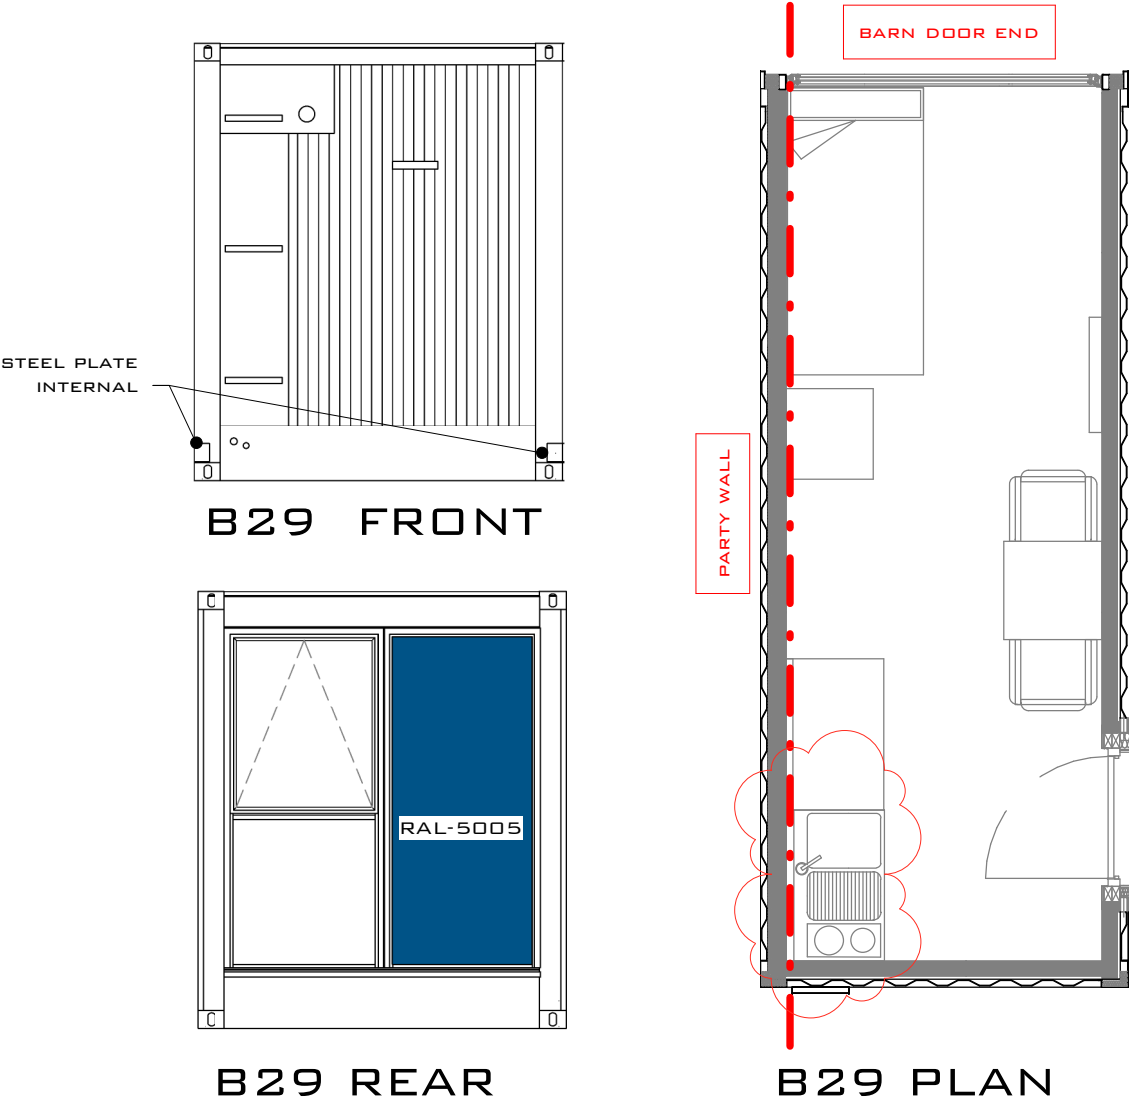 BARN DOOR END
STEEL PLATE
INTERNAL
PARTY WALL
B29 FRONT
RAL-5005
B29 REAR
B29 PLAN